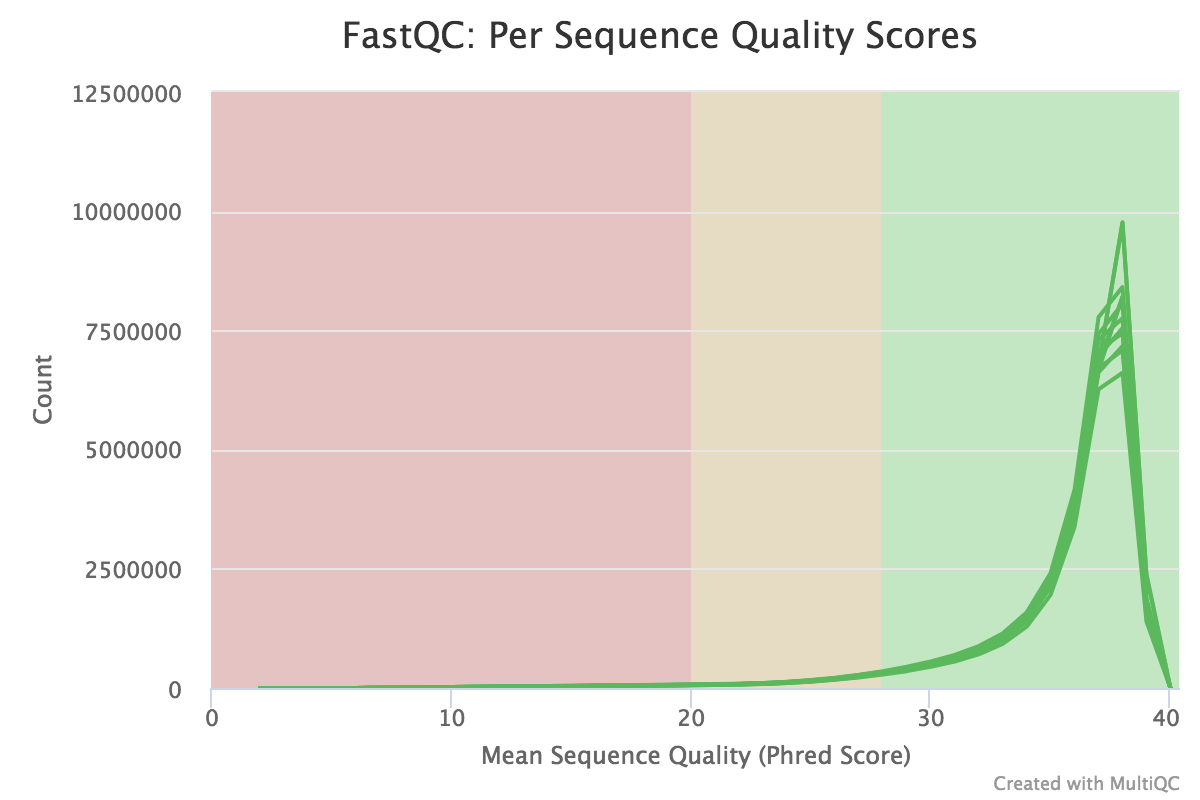 FastQC: Per Sequence Quality Scores
12500000
10000000
7500000
5000000
2500000
0
Count
0 10 20 30 40
Mean Sequence Quality (Phred Score)
Created with MultiQC